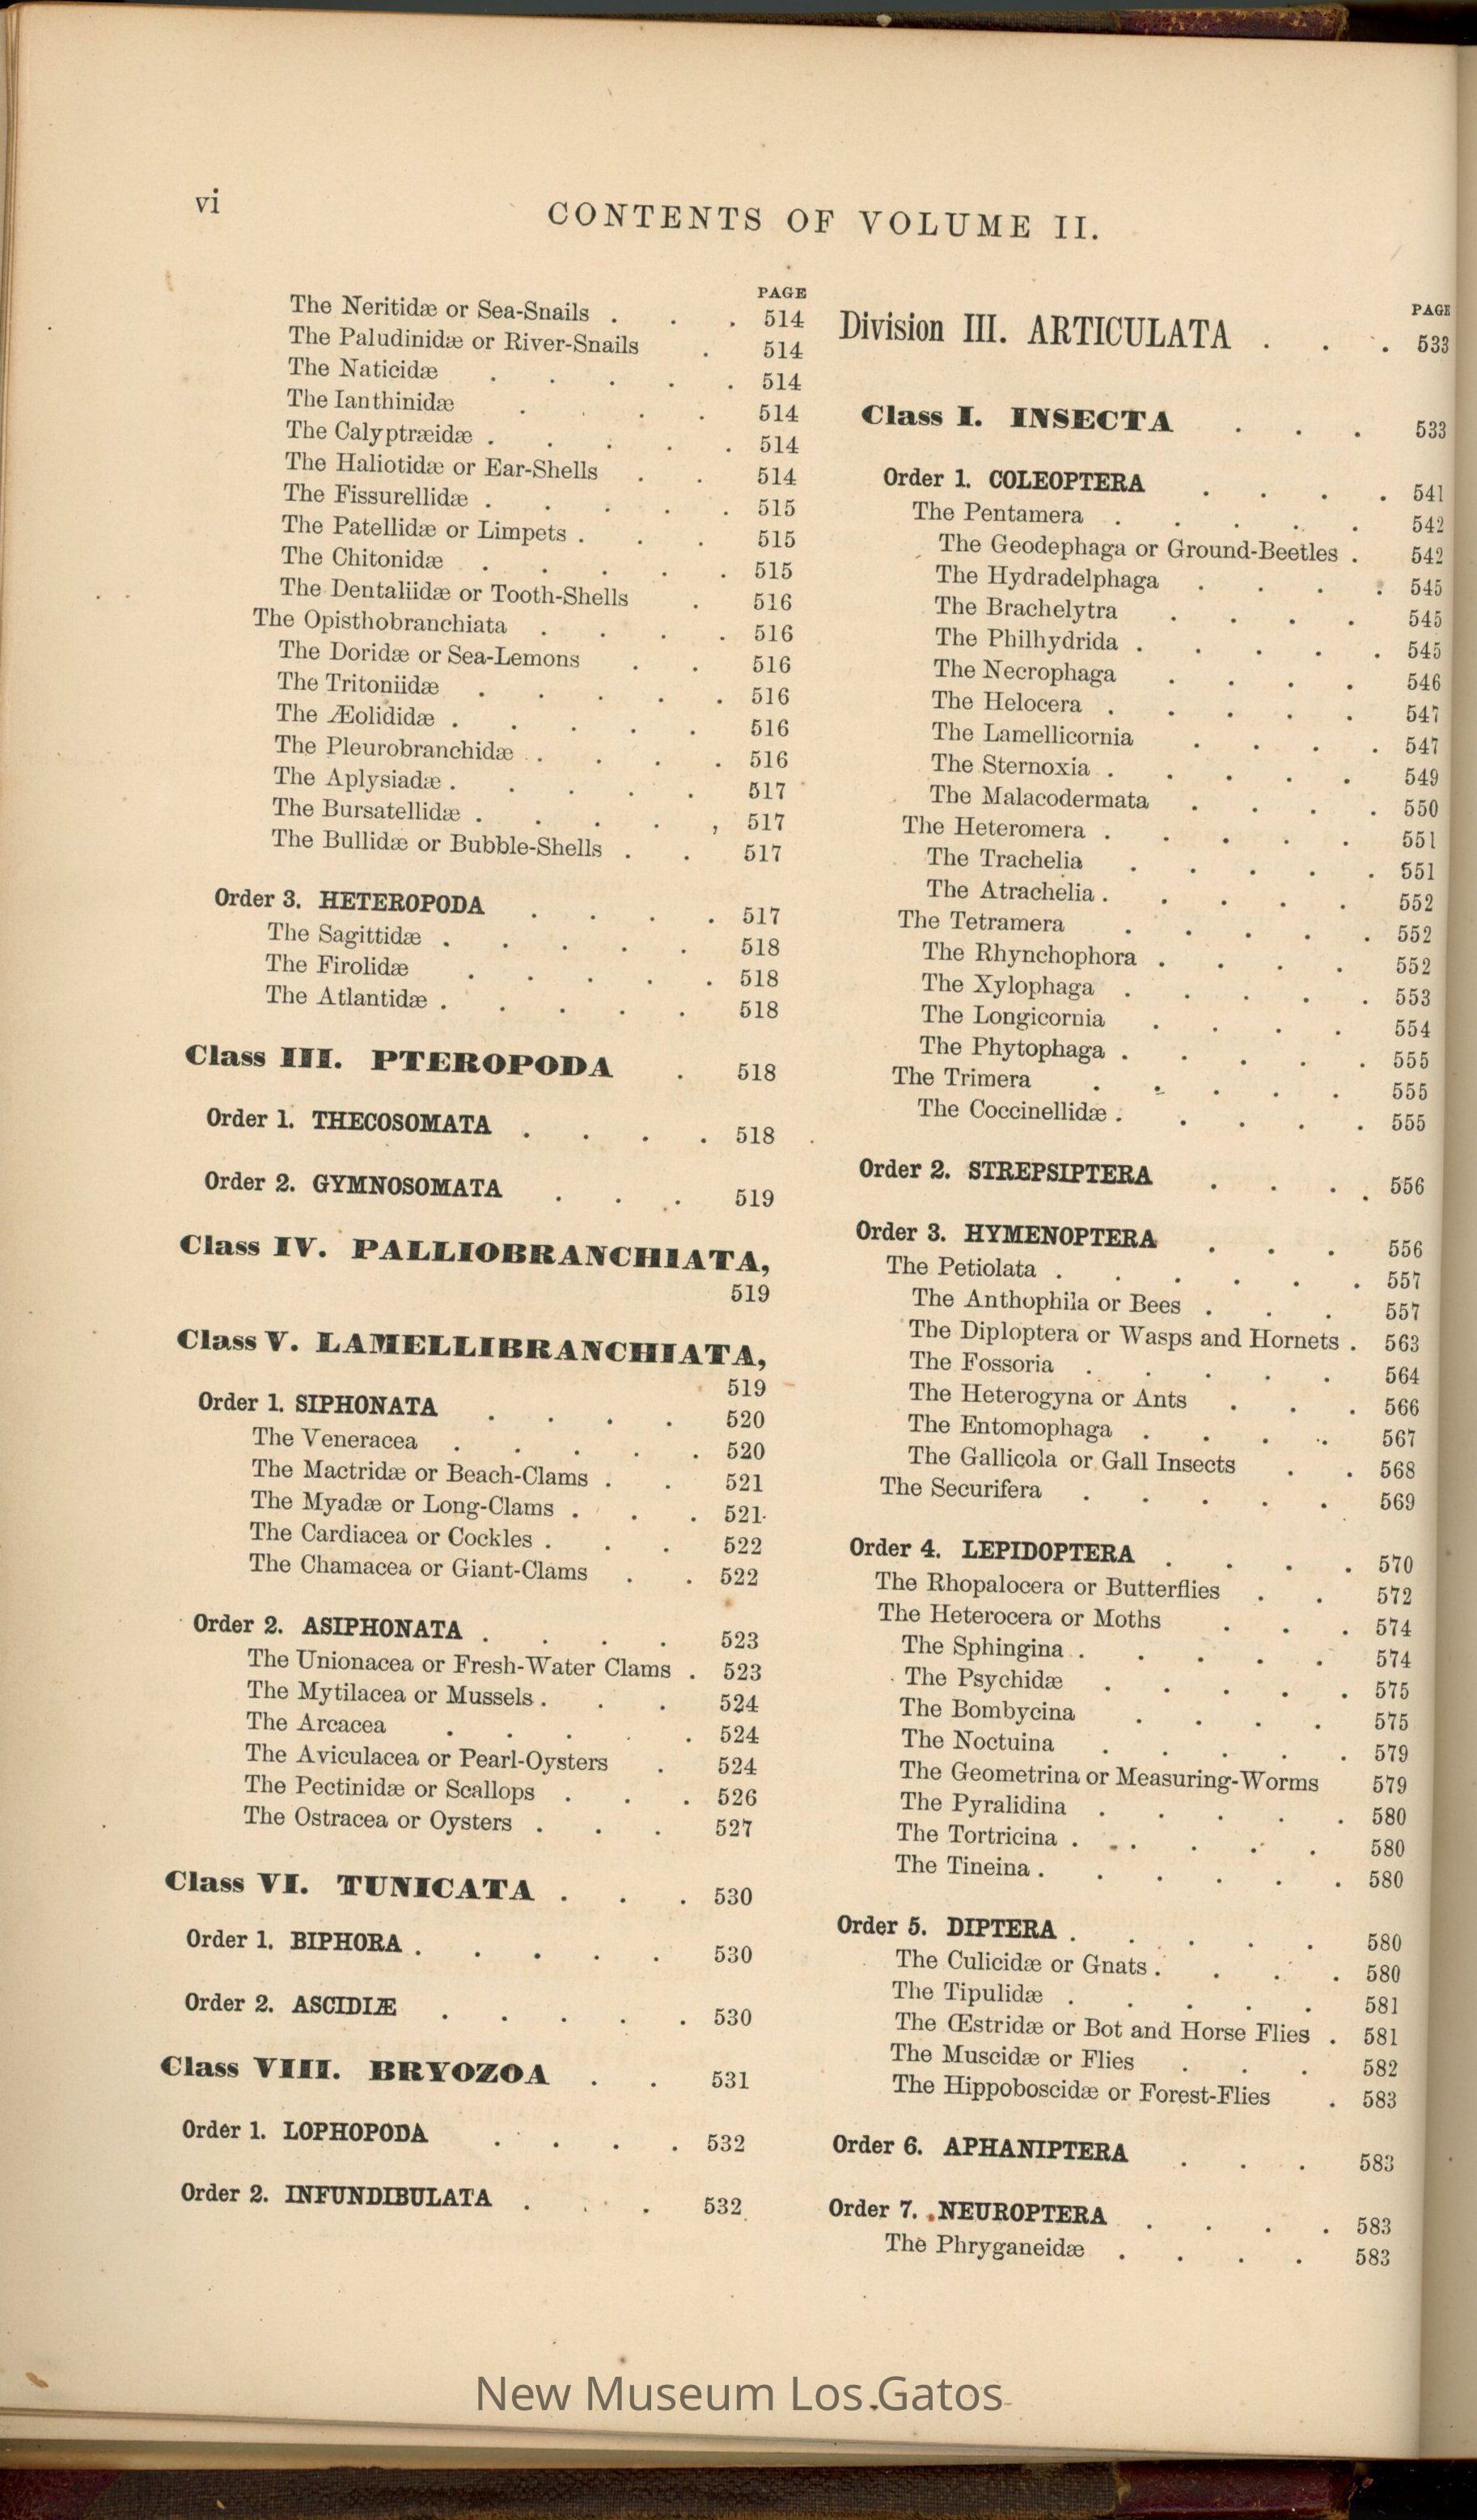 vi
CONTENTS OF VOLUME II.
PAGE
The Neritidæ or Sea-Snails . . . 514
The Paludinidæ or River-Snails . 514
The Naticidæ . . . . . 514
The Ianthinidæ . . . . 514
The Calyptræidæ . . . . . 514
The Haliotidæ or Ear-Shells . . 514
The Fissurellidæ . . . . . 515
The Patellidæ or Limpets . . . 515
The Chitonidæ . . . . . 515
The Dentaliidæ or Tooth-Shells . 516
The Opisthobranchiata . . . . 516
The Doridæ or Sea-Lemons . . 516
The Tritoniidæ . . . . . 516
The Æolididæ . . . . . 516
The Pleurobranchidæ . . . . 516
The Aplysiadæ . . . . . 517
The Bursatellidæ . . . . , 517
The Bullidæ or Bubble-Shells . . 517
Order 3. HETEROPODA . . . . 517
The Sagittidæ . . . . . 518
The Firolidæ . . . . . 518
The Atlantidæ . . . . . 518
Class III. PTEROPODA . 518
Order 1. THECOSOMATA . . . . 518
Order 2. GYMNOSOMATA . . . 519
Class IV. PALLIOBRANCHIATA,
519
Class V. LAMELLIBRANCHIATA,
519
Order 1. SIPHONATA . . . . 520
The Veneracea . . . . . 520
The Mactridæ or Beach-Clams . . 521
The Myadæ or Long-Clams . . . 521
The Cardiacea or Cockles . . . 522
The Chamacea or Giant-Clams . . 522
Order 2. ASIPHONATA . . . . 523
The Unionacea or Fresh-Water Clams . 523
The Mytilacea or Mussels . . . 524
The Arcacea . . . . 524
The Aviculacea or Pearl-Oysters . 524
The Pectinidæ or Scallops . . . 526
The Ostracea or Oysters . . . 527
Class VI. TUNICATA . . . 530
Order 1. BIPHORA . . . . . 530
Order 2. ASCIDIÆ . . . . . 530
Class VIII. BRYOZOA . . 531
Order 1. LOPHOPODA . . . . 532
Order 2. INFUNDIBULATA . . . 532
PAGE
Division III. ARTICULATA . . . 533
Class I. INSECTA . . . 533
Order 1. COLEOPTERA . . . . 541
The Pentamera . . . . . 542
The Geodephaga or Ground-Beetles . 542
The Hydradelphaga . . . . 545
The Brachelytra . . . . 545
The Philhydrida . . . . . 545
The Necrophaga . . . . 546
The Helocera . . . . . 547
The Lamellicornia . . . . 547
The Sternoxia . . . . . 549
The Malacodermata . . . . 550
The Heteromera . . . . . 551
The Trachelia . . . . . 551
The Atrachelia . . . . . 552
The Tetramera . . . . . 552
The Rhynchophora . . . . 552
The Xylophaga . . . . . 553
The Longicornia . . . . 554
The Phytophaga . . . . . 555
The Trimera . . . . . 555
The Coccinellidæ . . . . . 555
Order 2. STREPSIPTERA . . . . 556
Order 3. HYMENOPTERA . . . 556
The Petiolata . . . . . . 557
The Anthophila or Bees . . . 557
The Diploptera or Wasps and Hornets . 563
The Fossoria . . . . . 564
The Heterogyna or Ants . . . 566
The Entomophaga . . . . 567
The Gallicola or Gall Insects . . 568
The Securifera . . . . . 569
Order 4. LEPIDOPTERA . . . . 570
The Rhopalocera or Butterflies . . 572
The Heterocera or Moths . . . 574
The Sphingina . . . . . 574
The Psychidæ . . . . . 575
The Bombycina . . . . 575
The Noctuina . . . . . 579
The Geometrina or Measuring-Worms 579
The Pyralidina . . . . . 580
The Tortricina . . . . . 580
The Tineina . . . . . . 580
Order 5. DIPTERA . . . . . 580
The Culicidæ or Gnats . . . . 580
The Tipulidæ . . . . . 581
The Œstridæ or Bot and Horse Flies . 581
The Muscidæ or Flies . . . 582
The Hippoboscidæ or Forest-Flies . 583
Order 6. APHANIPTERA . . . 583
Order 7. NEUROPTERA . . . . 583
The Phryganeidæ . . . . 583
New Museum Los Gatos